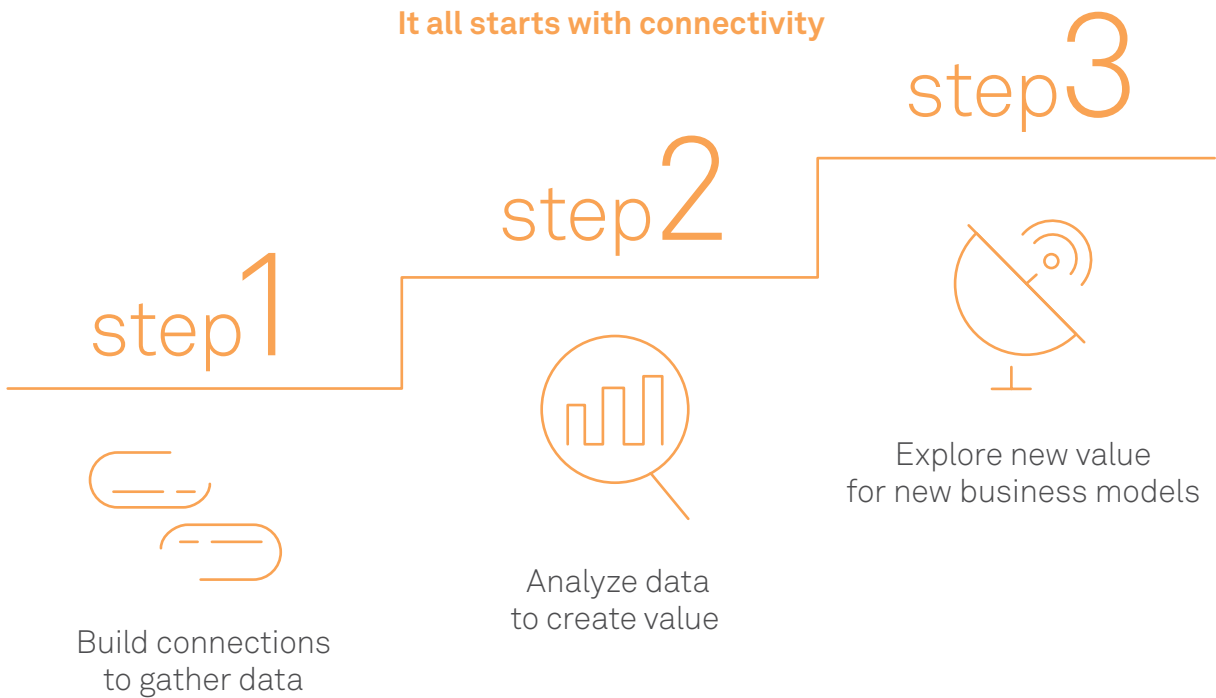 It all starts with connectivity
step1
Build connections
to gather data
step2
Analyze data
to create value
step3
Explore new value
for new business models